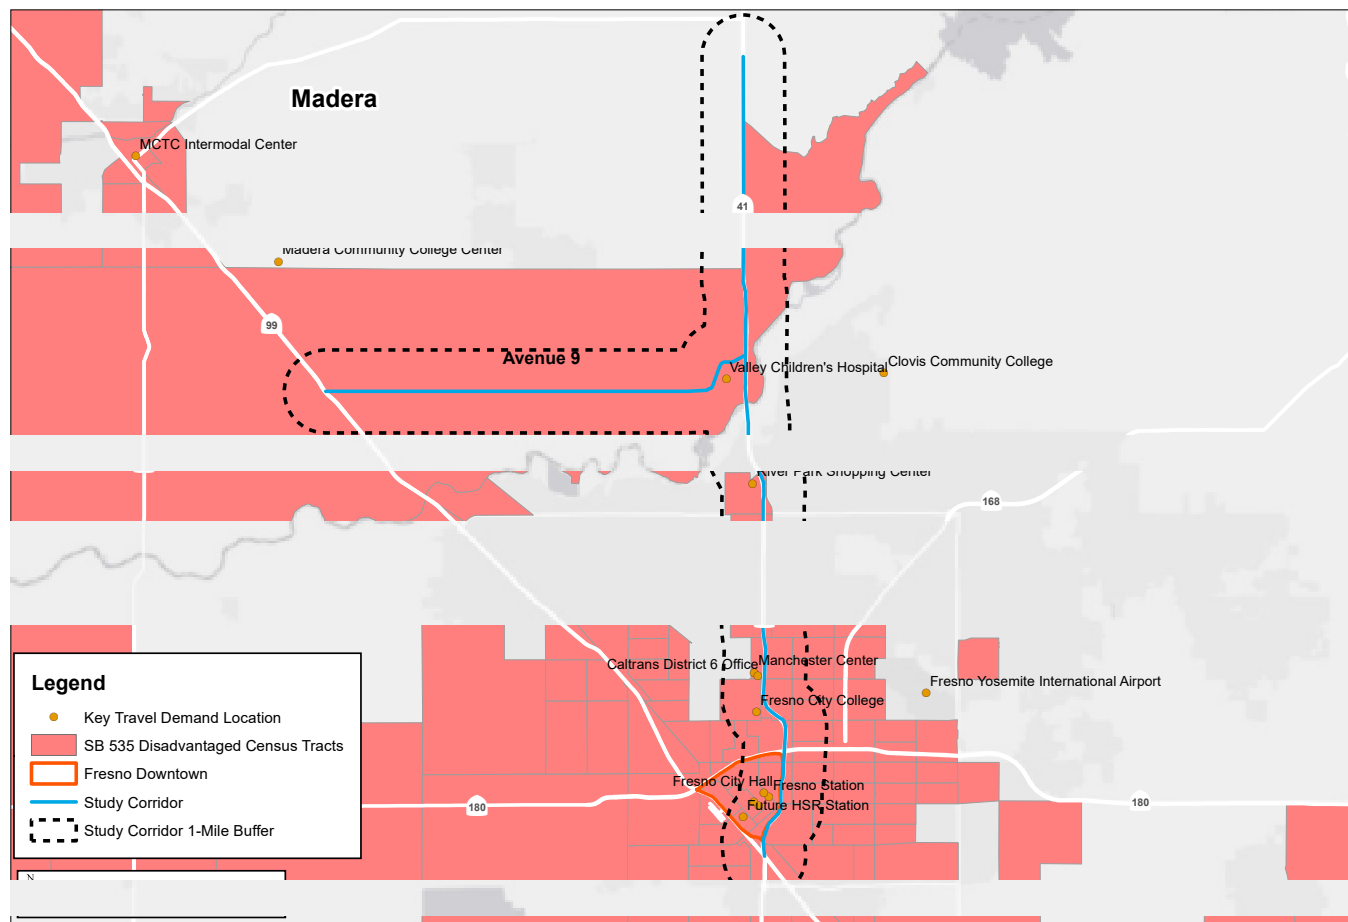 Madera
MCTC Intermodal Center
41
Madera Community College Center
99
Avenue 9
Valley Children's Hospital
Clovis Community College
River Park Shopping Center
168
Caltrans District 6 Office
Manchester Center
Fresno Yosemite International Airport
Fresno City College
Fresno City Hall
Fresno Station
Future HSR Station
180
180
Legend
Key Travel Demand Location
SB 535 Disadvantaged Census Tracts
Fresno Downtown
Study Corridor
Study Corridor 1-Mile Buffer
N